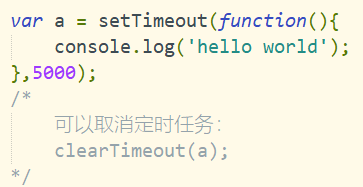 var a = setTimeout(function(){
    console.log('hello world');
},5000);
/*
    可以取消定时任务：
    clearTimeout(a);
*/